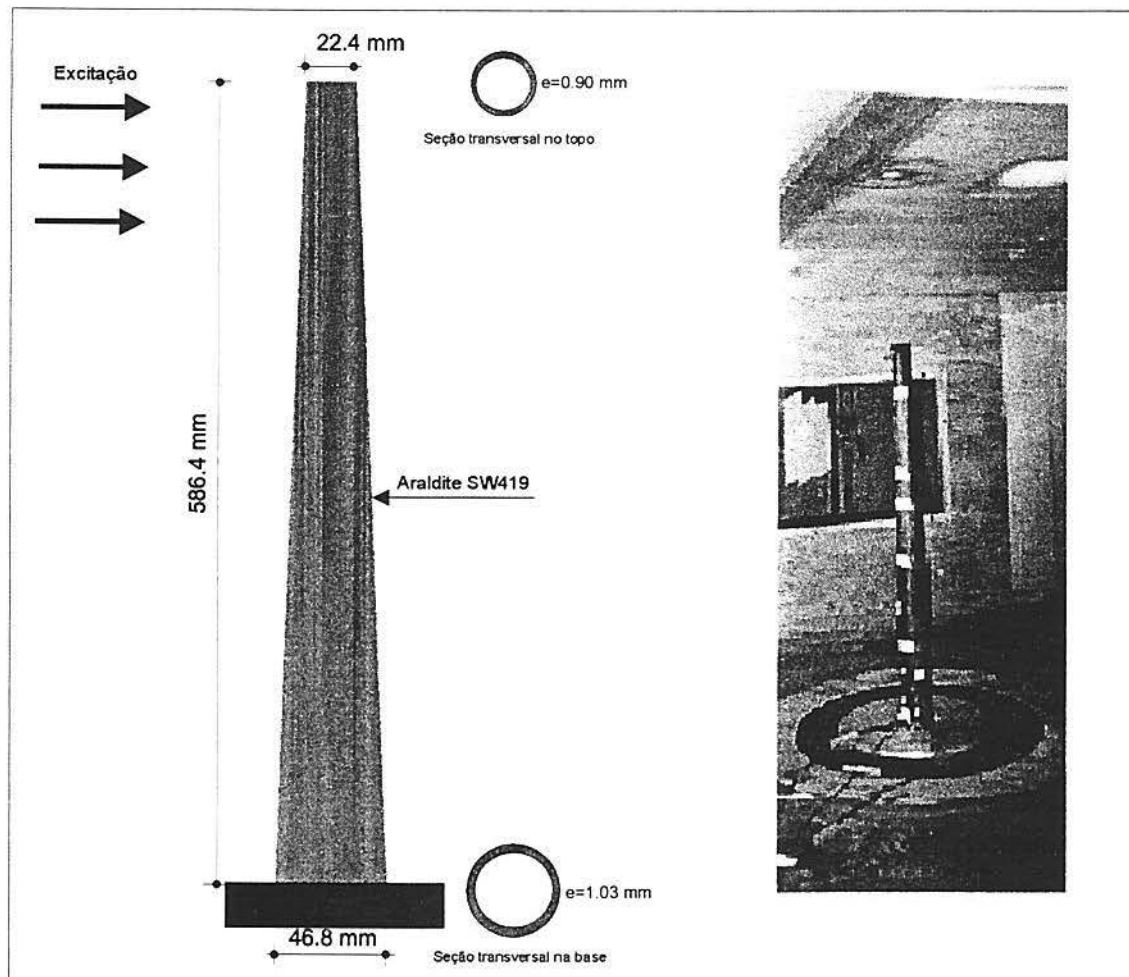 22.4 mm
Excitação
e=0.90 mm
Seção transversal no topo
586.4 mm
Araldite SW419
e=1.03 mm
46.8 mm
Seção transversal na base